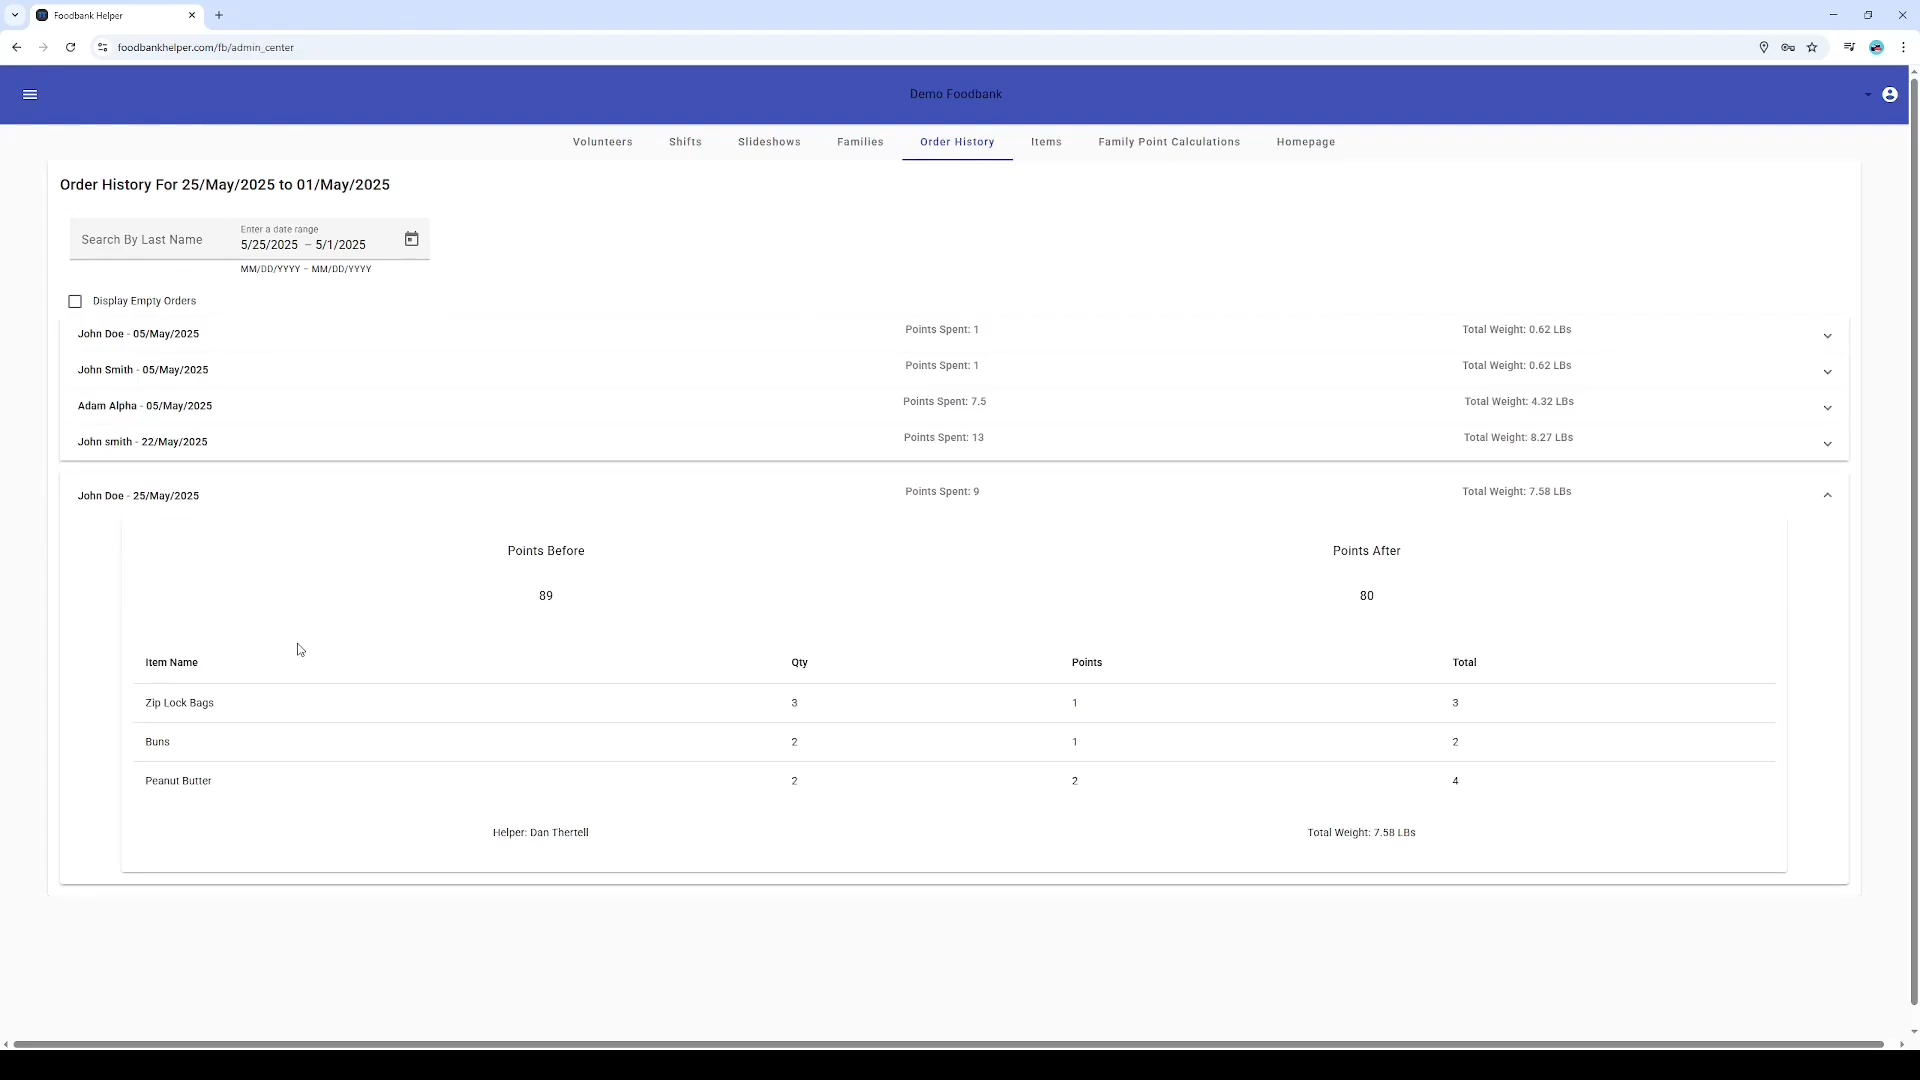 Foodbank Helper
foodbankhelper.com/fb/admin_center
Demo Foodbank
Volunteers Shifts Slideshows Families Order History Items Family Point Calculations Homepage
Order History For 25/May/2025 to 01/May/2025
Enter a date range
Search By Last Name 5/25/2025 – 5/1/2025
MM/DD/YYYY – MM/DD/YYYY
Display Empty Orders
John Doe - 05/May/2025 Points Spent: 1 Total Weight: 0.62 LBs
John Smith - 05/May/2025 Points Spent: 1 Total Weight: 0.62 LBs
Adam Alpha - 05/May/2025 Points Spent: 7.5 Total Weight: 4.32 LBs
John smith - 22/May/2025 Points Spent: 13 Total Weight: 8.27 LBs
John Doe - 25/May/2025 Points Spent: 9 Total Weight: 7.58 LBs
Points Before Points After
89 80
Item Name Qty Points Total
Zip Lock Bags 3 1 3
Buns 2 1 2
Peanut Butter 2 2 4
Helper: Dan Thertell Total Weight: 7.58 LBs